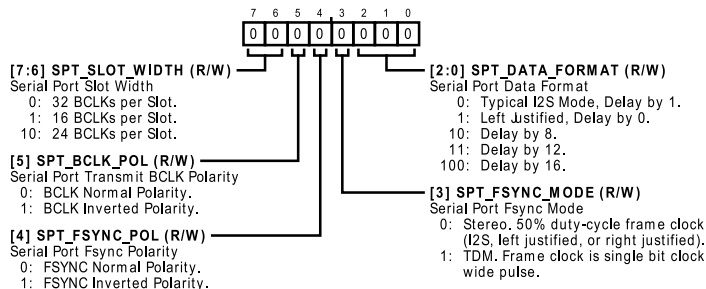 7 6 5 4 3 2 1 0
0 0 0 0 0 0 0 0
[7:6] SPT_SLOT_WIDTH (R/W)
Serial Port Slot Width
0: 32 BCLKs per Slot.
1: 16 BCLKs per Slot.
10: 24 BCLKs per Slot.
[5] SPT_BCLK_POL (R/W)
Serial Port Transmit BCLK Polarity
0: BCLK Normal Polarity.
1: BCLK Inverted Polarity.
[4] SPT_FSYNC_POL (R/W)
Serial Port Fsync Polarity
0: FSYNC Normal Polarity.
1: FSYNC Inverted Polarity.
[2:0] SPT_DATA_FORMAT (R/W)
Serial Port Data Format
0: Typical I2S Mode, Delay by 1.
1: Left Justified, Delay by 0.
10: Delay by 8.
11: Delay by 12.
100: Delay by 16.
[3] SPT_FSYNC_MODE (R/W)
Serial Port Fsync Mode
0: Stereo. 50% duty-cycle frame clock
(I2S, left justified, or right justified).
1: TDM. Frame clock is single bit clock
wide pulse.